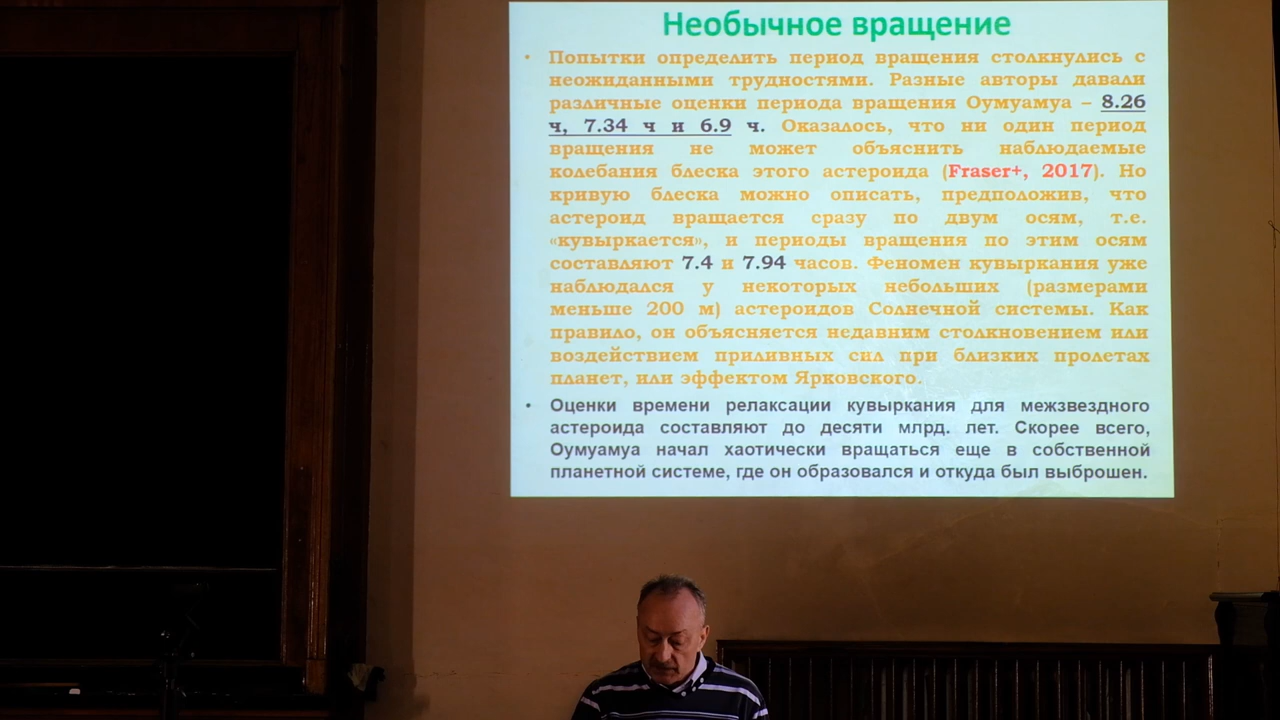 Необычное вращение
• Попытки определить период вращения столкнулись с
неожиданными трудностями. Разные авторы давали
различные оценки периода вращения Оумуамуа – 8.26
ч, 7.34 ч и 6.9 ч. Оказалось, что ни один период
вращения не может объяснить наблюдаемые
колебания блеска этого астероида (Fraser+, 2017). Но
кривую блеска можно описать, предположив, что
астероид вращается сразу по двум осям, т.е.
«кувыркается», и периоды вращения по этим осям
составляют 7.4 и 7.94 часов. Феномен кувыркания уже
наблюдался у некоторых небольших (размерами
меньше 200 м) астероидов Солнечной системы. Как
правило, он объясняется недавним столкновением или
воздействием приливных сил при близких пролетах
планет, или эффектом Ярковского.
• Оценки времени релаксации кувыркания для межзвездного
астероида составляют до десяти млрд. лет. Скорее всего,
Оумуамуа начал хаотически вращаться еще в собственной
планетной системе, где он образовался и откуда был выброшен.